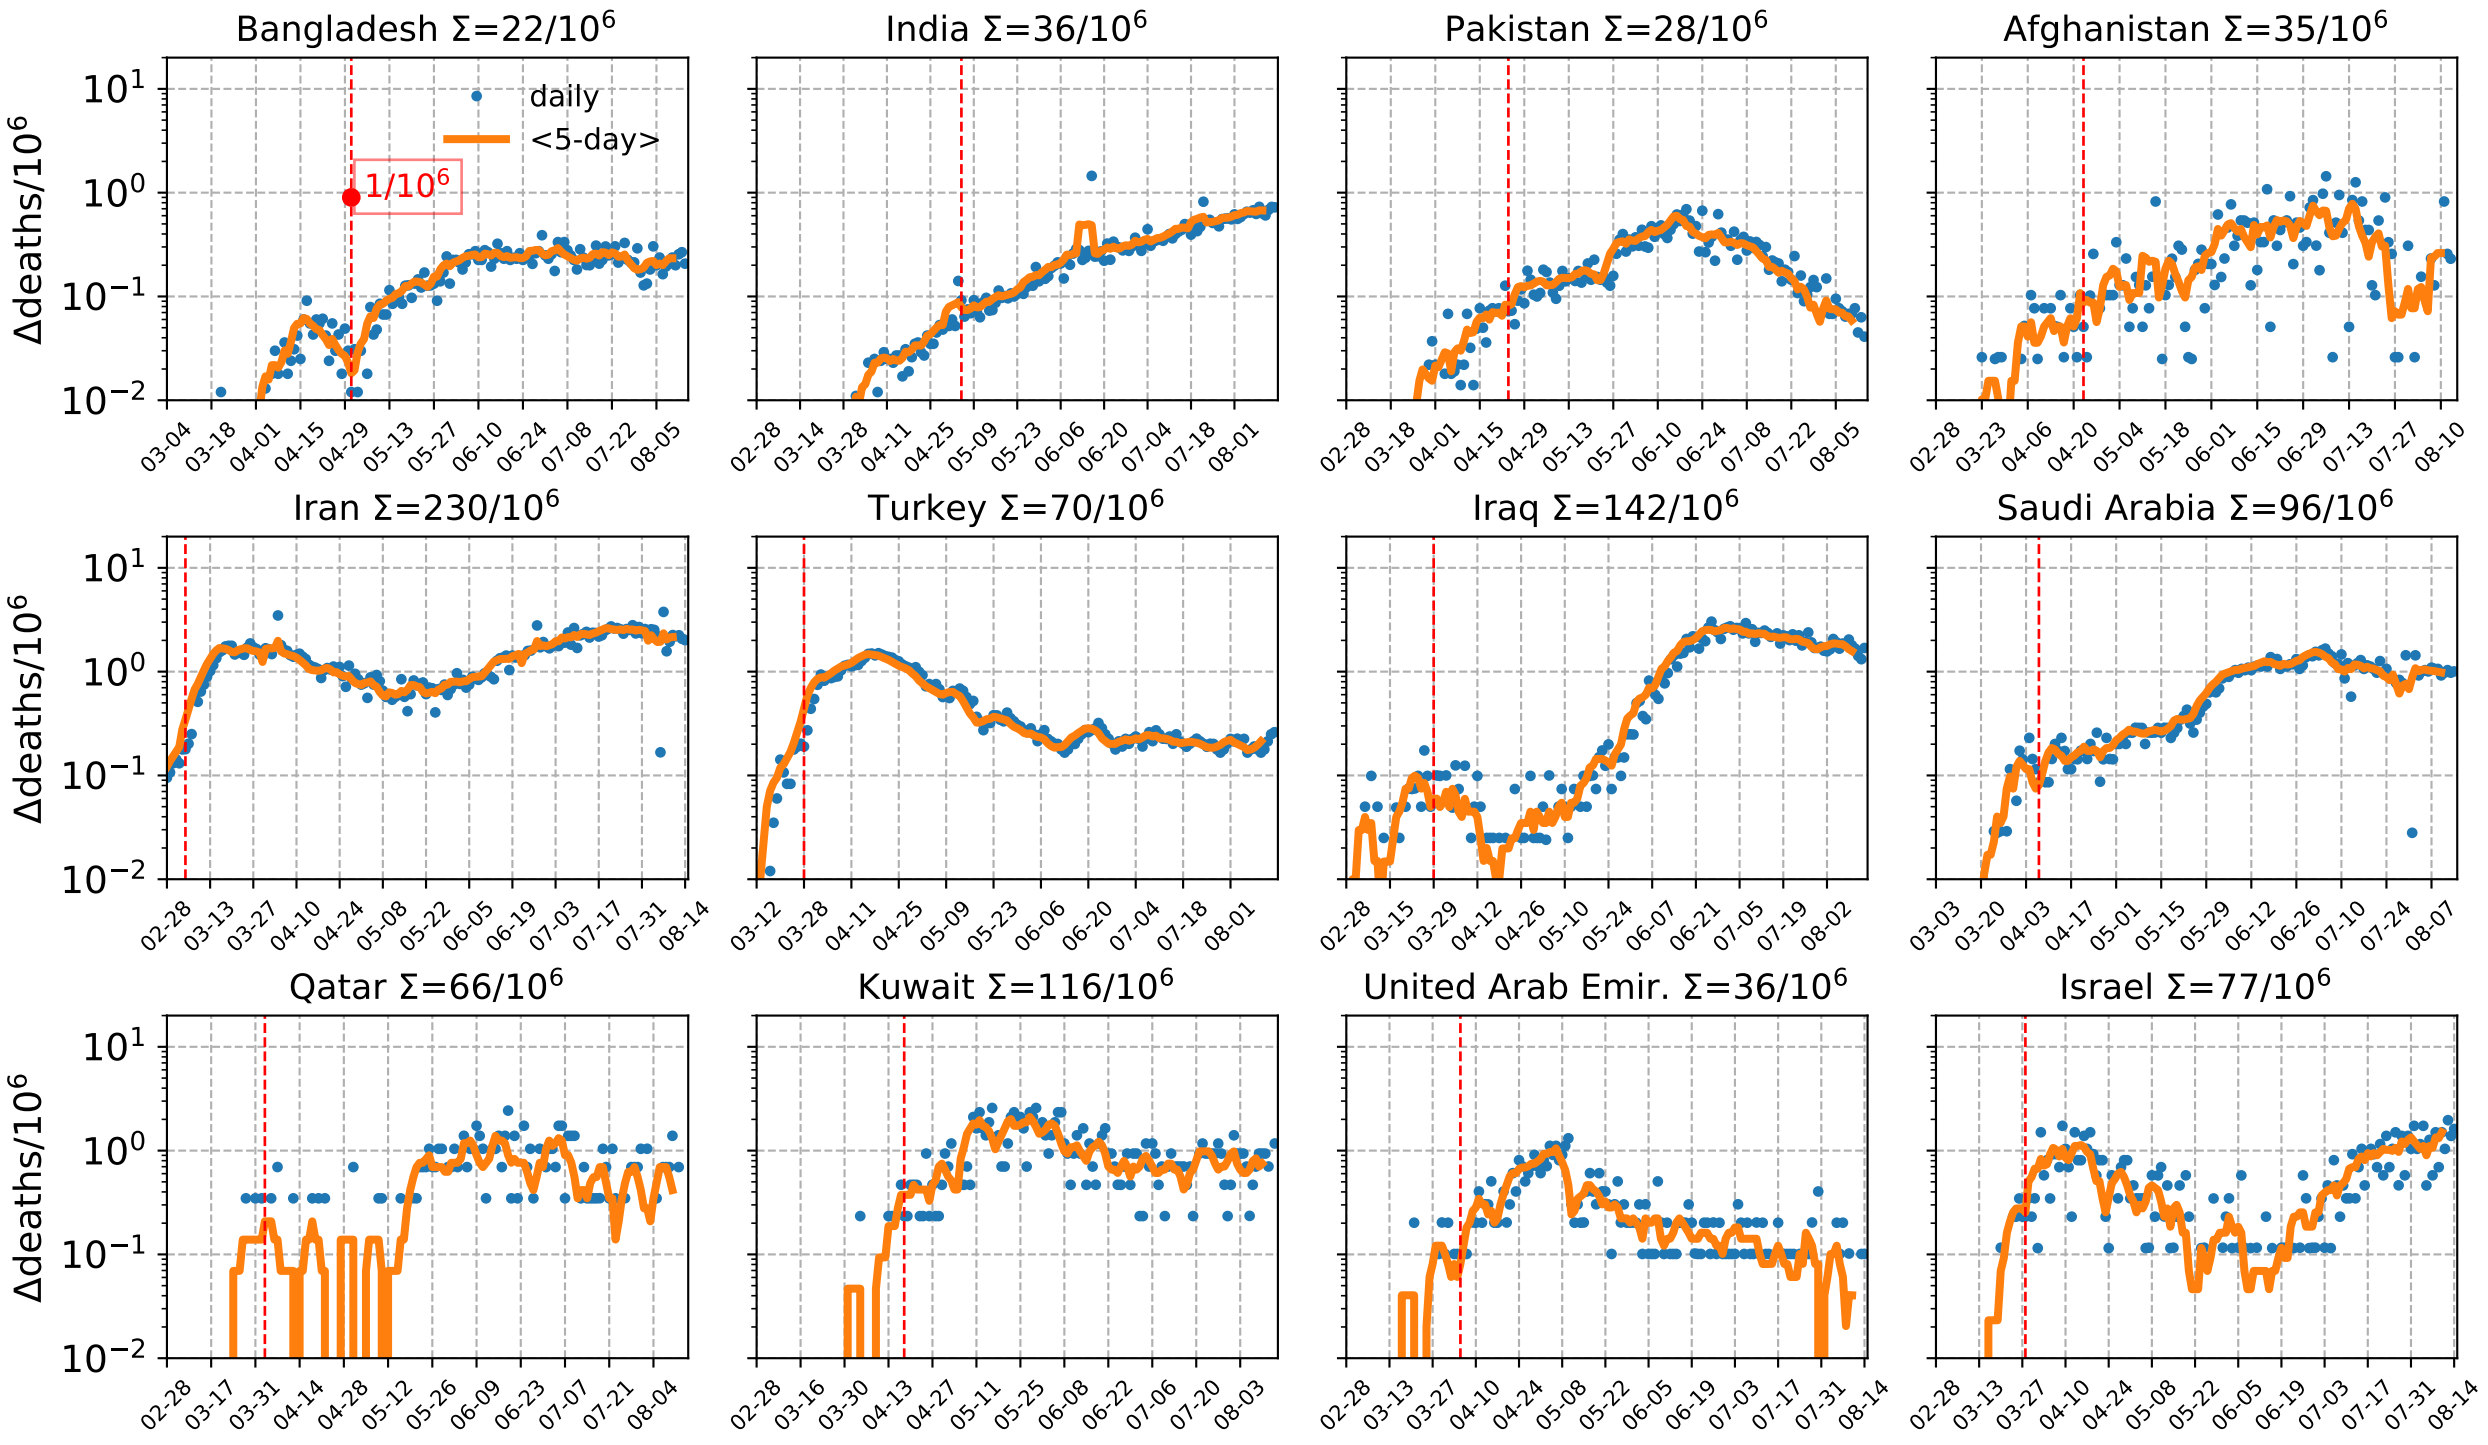 Bangladesh Σ=22/10⁶
India Σ=36/10⁶
Pakistan Σ=28/10⁶
Afghanistan Σ=35/10⁶
Δdeaths/10⁶
10¹
10⁰
10⁻¹
10⁻²
daily
<5-day>
1/10⁶
03-04 03-18 04-01 04-15 04-29 05-13 05-27 06-10 06-24 07-08 07-22 08-05
02-28 03-14 03-28 04-11 04-25 05-09 05-23 06-06 06-20 07-04 07-18 08-01
02-28 03-18 04-01 04-15 04-29 05-13 05-27 06-10 06-24 07-08 07-22 08-05
02-28 03-23 04-06 04-20 05-04 05-18 06-01 06-15 06-29 07-13 07-27 08-10
Iran Σ=230/10⁶
Turkey Σ=70/10⁶
Iraq Σ=142/10⁶
Saudi Arabia Σ=96/10⁶
Δdeaths/10⁶
10¹
10⁰
10⁻¹
10⁻²
02-28 03-13 03-27 04-10 04-24 05-08 05-22 06-05 06-19 07-03 07-17 07-31 08-14
03-12 03-28 04-11 04-25 05-09 05-23 06-06 06-20 07-04 07-18 08-01
02-28 03-15 03-29 04-12 04-26 05-10 05-24 06-07 06-21 07-05 07-19 08-02
03-03 03-20 04-03 04-17 05-01 05-15 05-29 06-12 06-26 07-10 07-24 08-07
Qatar Σ=66/10⁶
Kuwait Σ=116/10⁶
United Arab Emir. Σ=36/10⁶
Israel Σ=77/10⁶
Δdeaths/10⁶
10¹
10⁰
10⁻¹
10⁻²
02-28 03-17 03-31 04-14 04-28 05-12 05-26 06-09 06-23 07-07 07-21 08-04
02-28 03-16 03-30 04-13 04-27 05-11 05-25 06-08 06-22 07-06 07-20 08-03
02-28 03-13 03-27 04-10 04-24 05-08 05-22 06-05 06-19 07-03 07-17 07-31 08-14
02-28 03-13 03-27 04-10 04-24 05-08 05-22 06-05 06-19 07-03 07-17 07-31 08-14